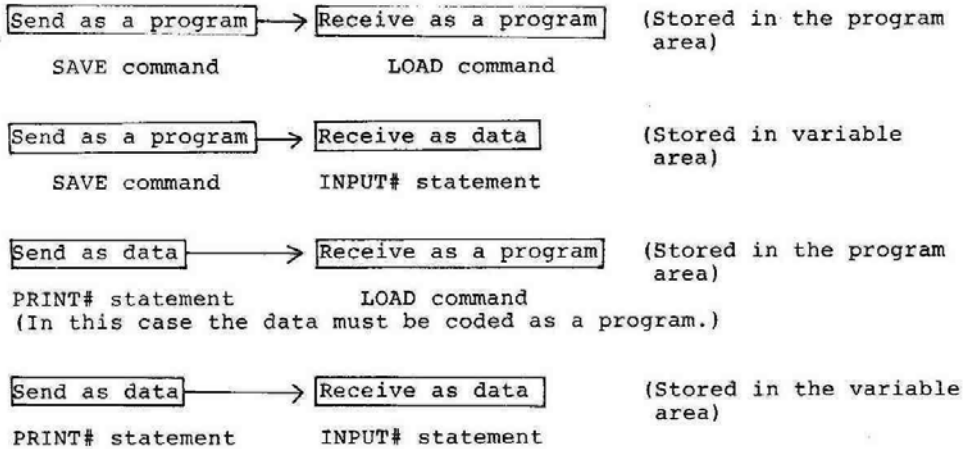 Send as a program Receive as a program (Stored in the program
area)
SAVE command LOAD command
Send as a program Receive as data (Stored in variable
area)
SAVE command INPUT# statement
Send as data Receive as a program (Stored in the program
area)
PRINT# statement LOAD command
(In this case the data must be coded as a program.)
Send as data Receive as data (Stored in the variable
area)
PRINT# statement INPUT# statement